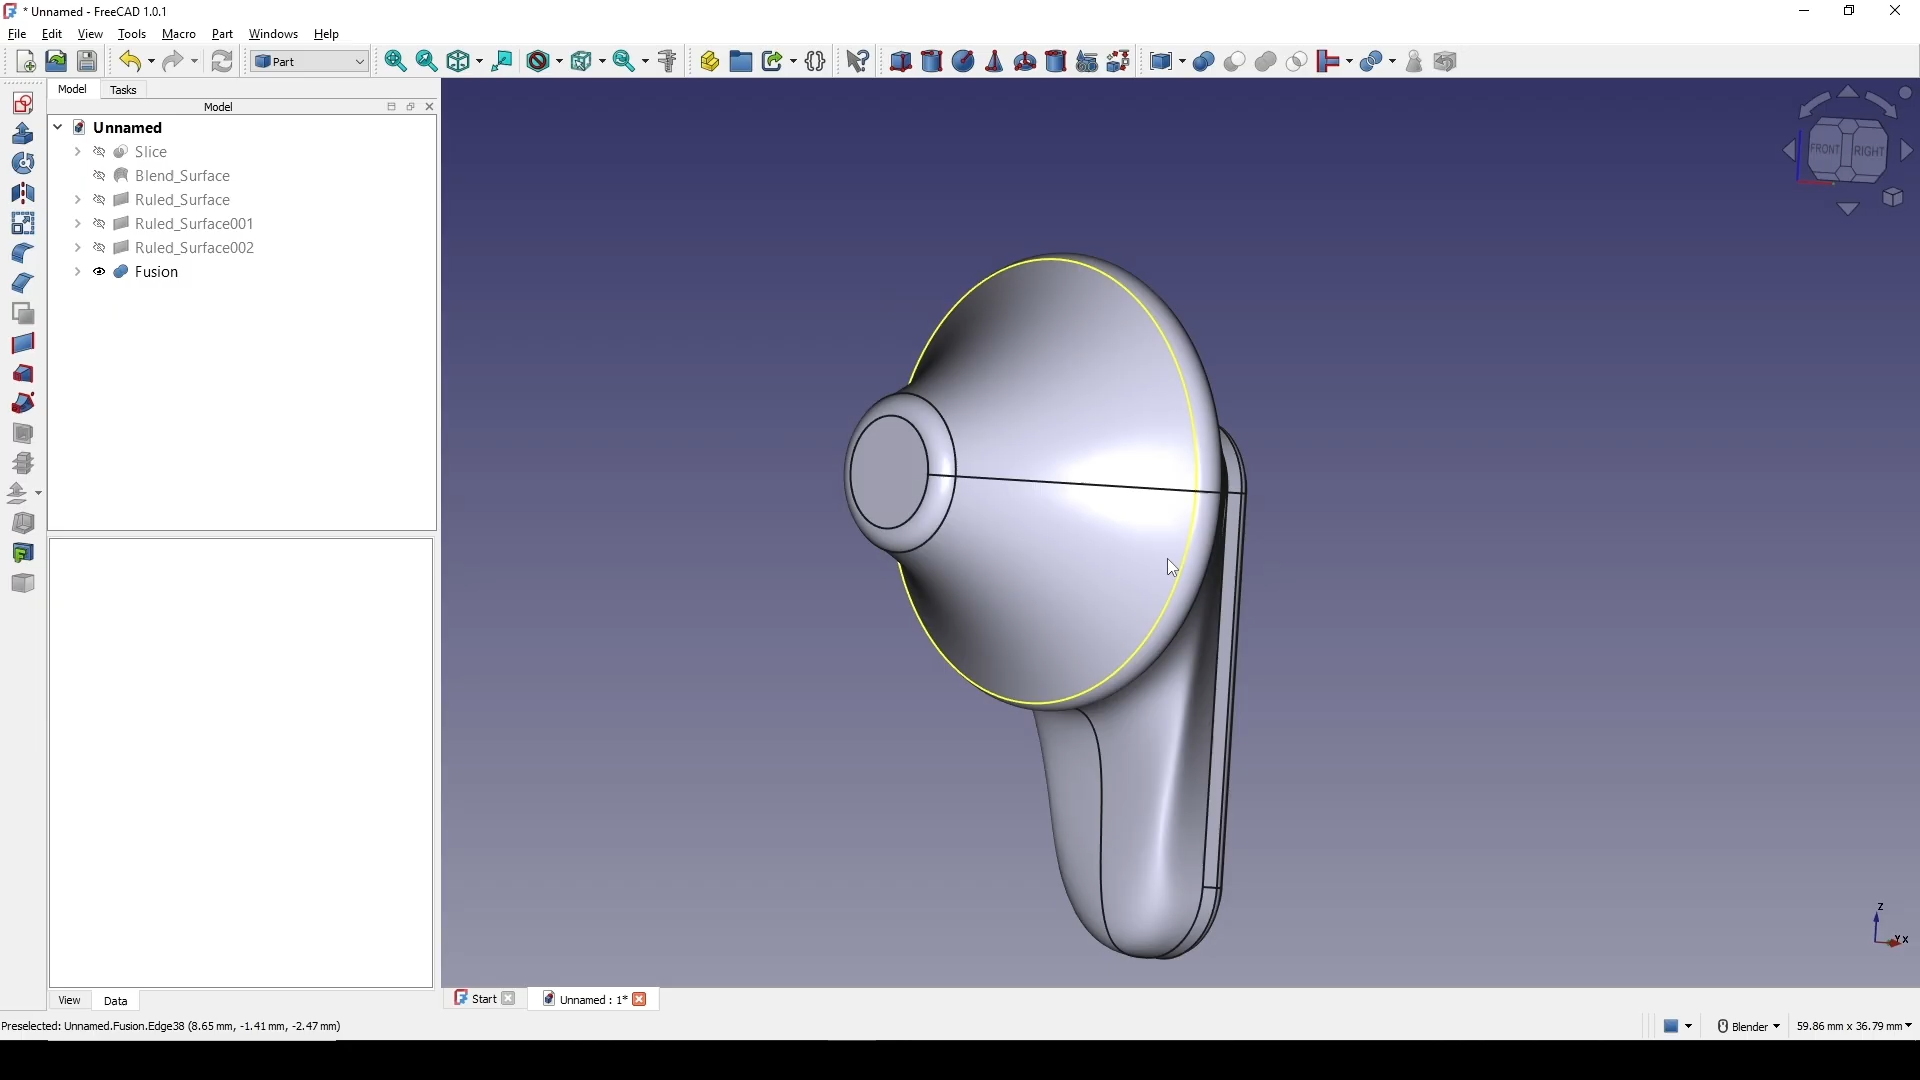 * Unnamed - FreeCAD 1.0.1
File Edit View Tools Macro Part Windows Help
Part
Model Tasks
Model
Unnamed
Slice
Blend_Surface
Ruled_Surface
Ruled_Surface001
Ruled_Surface002
Fusion
FRONT RIGHT
Z
Y X
View Data
Start Unnamed : 1*
Preselected: Unnamed.Fusion.Edge38 (8.65 mm, -1.41 mm, -2.47 mm)
Blender 59.86 mm x 36.79 mm